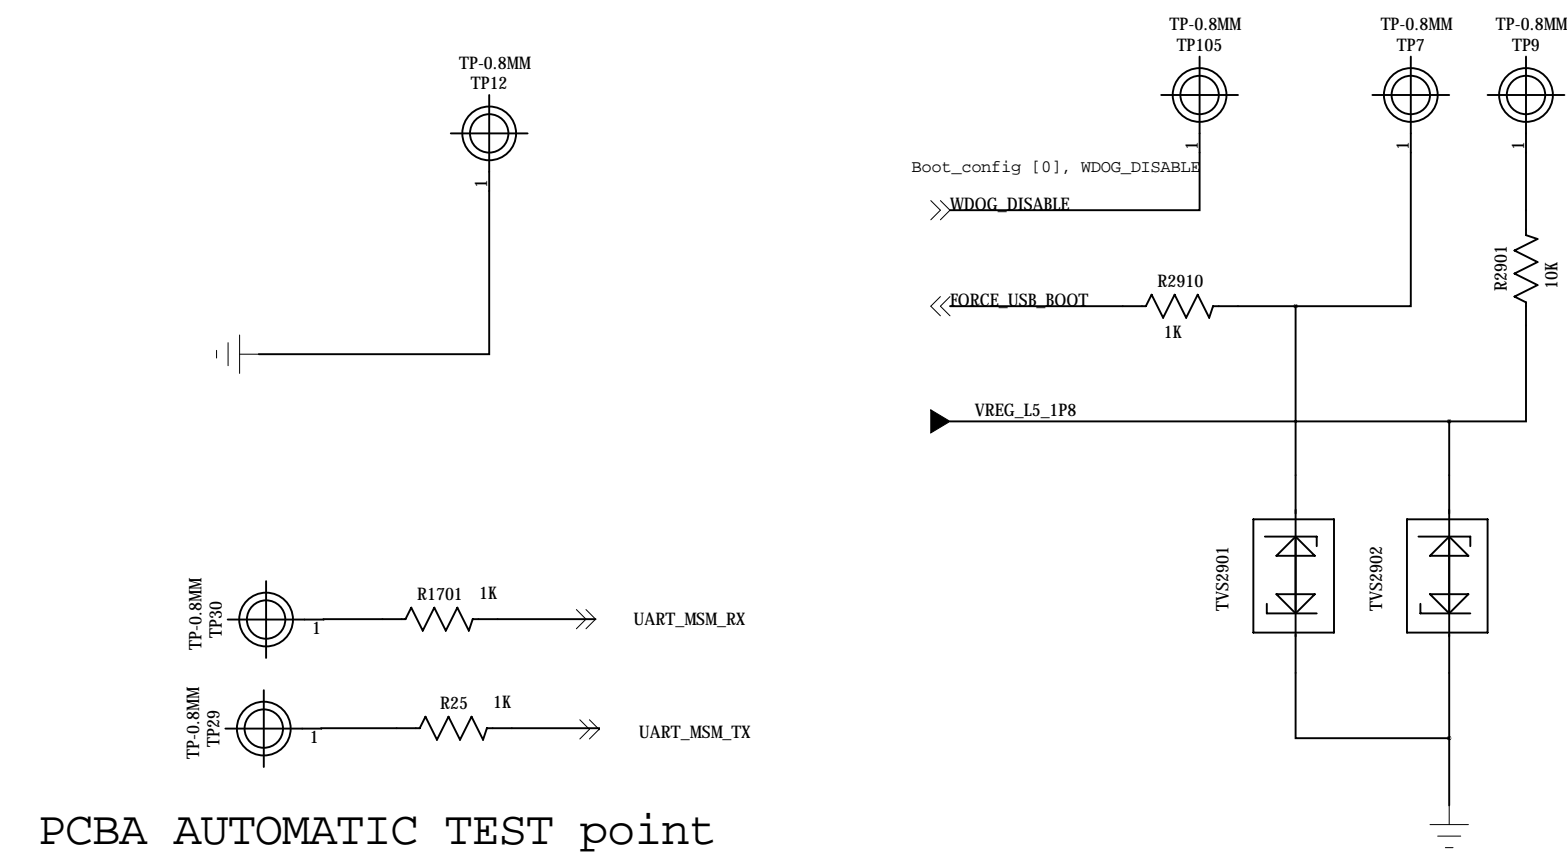 TP-0.8MM
TP12
1
TP-0.8MM
TP105
1
TP-0.8MM
TP7
1
TP-0.8MM
TP9
1
Boot_config [0], WDOG_DISABLE
WDOG_DISABLE
R2901
10K
FORCE_USB_BOOT
R2910
1K
VREG_L5_1P8
TVS2901
TVS2902
TP-0.8MM
TP30
1
R1701 1K
UART_MSM_RX
TP-0.8MM
TP29
1
R25 1K
UART_MSM_TX
PCBA AUTOMATIC TEST point